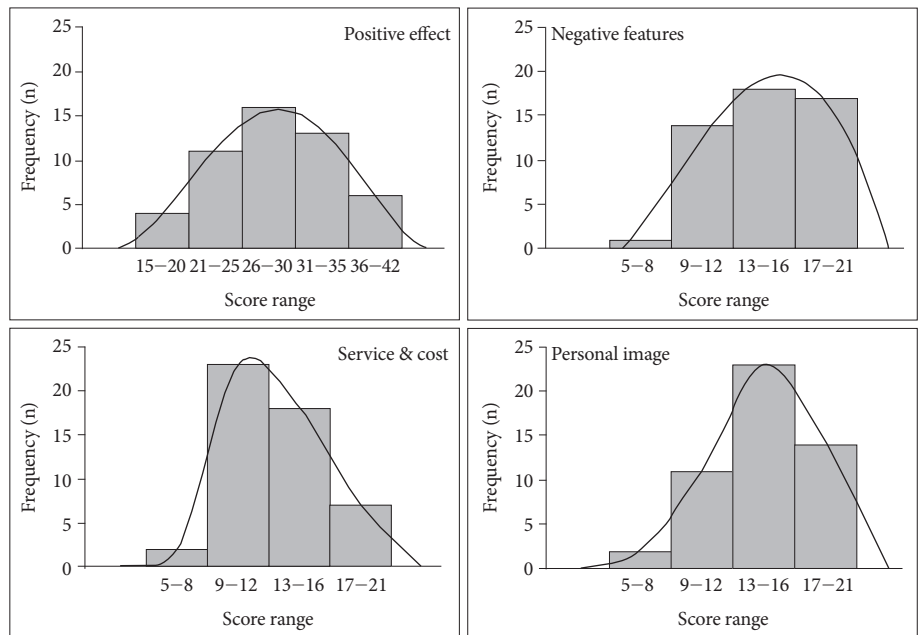 Positive effect
Frequency (n)
25
20
15
10
5
0
15−20 21−25 26−30 31−35 36−42
Score range
Negative features
Frequency (n)
25
20
15
10
5
0
5−8 9−12 13−16 17−21
Score range
Service & cost
Frequency (n)
25
20
15
10
5
0
5−8 9−12 13−16 17−21
Score range
Personal image
Frequency (n)
25
20
15
10
5
0
5−8 9−12 13−16 17−21
Score range